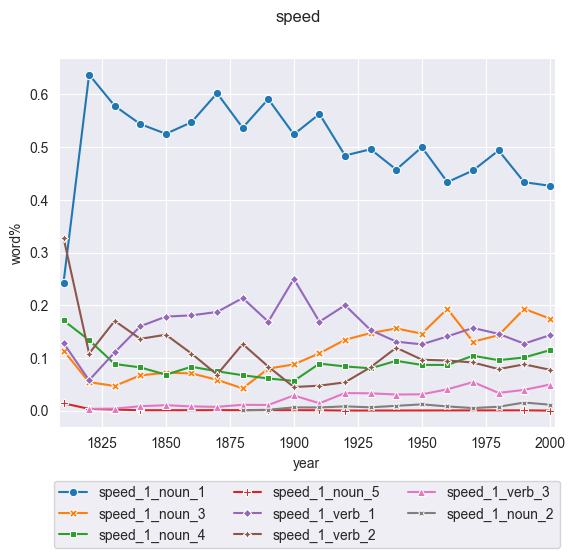 speed
0.6
0.5
0.4
0.3
0.2
0.1
0.0
word%
1825 1850 1875 1900 1925 1950 1975 2000
year
speed_1_noun_1 speed_1_noun_5 speed_1_verb_3
speed_1_noun_3 speed_1_verb_1 speed_1_noun_2
speed_1_noun_4 speed_1_verb_2